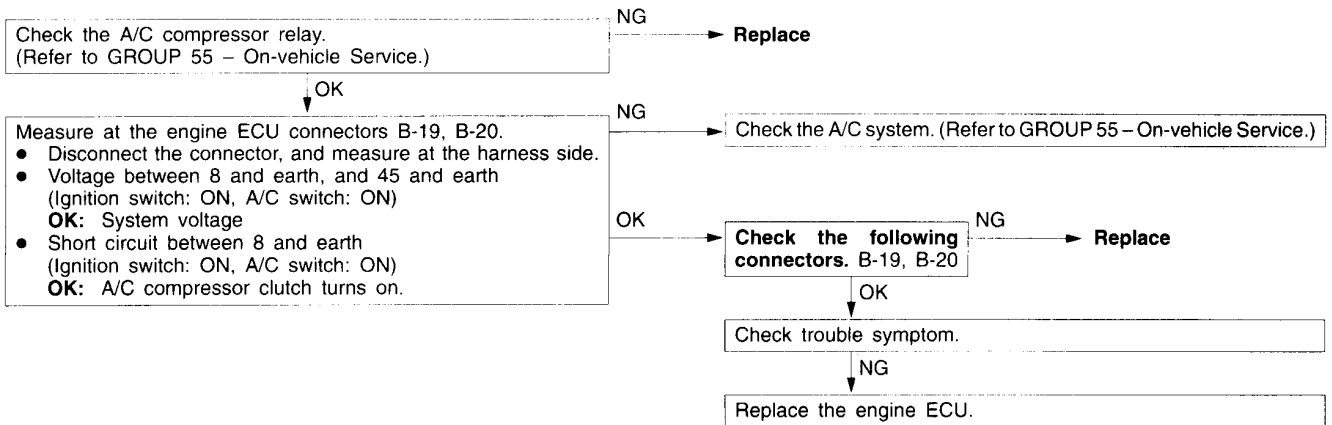 Check the A/C compressor relay.
(Refer to GROUP 55 – On-vehicle Service.)
NG
Replace
OK
Measure at the engine ECU connectors B-19, B-20.
● Disconnect the connector, and measure at the harness side.
● Voltage between 8 and earth, and 45 and earth
(Ignition switch: ON, A/C switch: ON)
OK: System voltage
● Short circuit between 8 and earth
(Ignition switch: ON, A/C switch: ON)
OK: A/C compressor clutch turns on.
NG
Check the A/C system. (Refer to GROUP 55 – On-vehicle Service.)
OK
Check the following
connectors. B-19, B-20
NG
Replace
OK
Check trouble symptom.
NG
Replace the engine ECU.